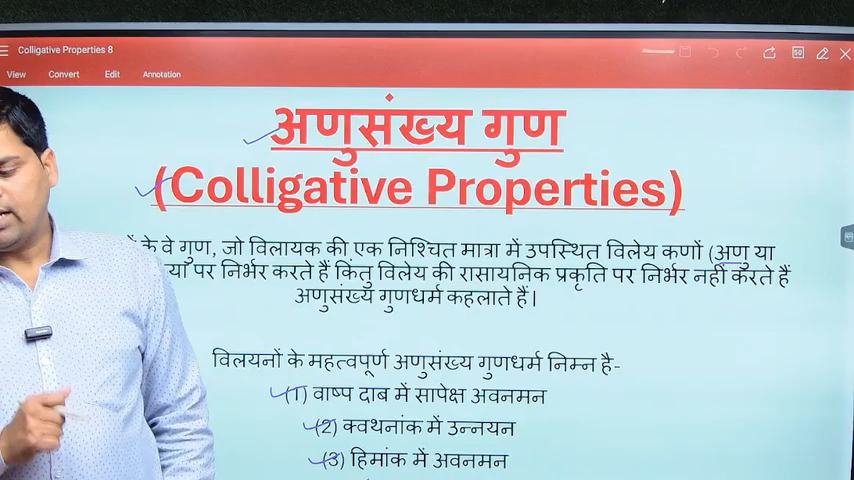 Colligative Properties 8
View Convert Edit Annotation
अणुसंख्य गुण
(Colligative Properties)
के वे गुण, जो विलायक की एक निश्चित मात्रा में उपस्थित विलेय कणों (अणु या
पर निर्भर करते हैं किंतु विलेय की रासायनिक प्रकृति पर निर्भर नहीं करते हैं
अणुसंख्य गुणधर्म कहलाते हैं।
विलयनों के महत्वपूर्ण अणुसंख्य गुणधर्म निम्न है-
(1) वाष्प दाब में सापेक्ष अवनमन
(2) क्वथनांक में उन्नयन
(3) हिमांक में अवनमन